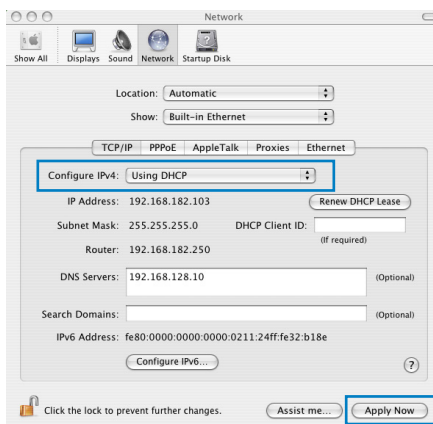 Network
Show All Displays Sound Network Startup Disk
Location: Automatic
Show: Built-in Ethernet
TCP/IP PPPoE AppleTalk Proxies Ethernet
Configure IPv4: Using DHCP
IP Address: 192.168.182.103 Renew DHCP Lease
Subnet Mask: 255.255.255.0 DHCP Client ID:
(If required)
Router: 192.168.182.250
DNS Servers: 192.168.128.10 (Optional)
Search Domains: (Optional)
IPv6 Address: fe80:0000:0000:0000:0211:24ff:fe32:b18e
Configure IPv6... ?
Click the lock to prevent further changes. Assist me... Apply Now